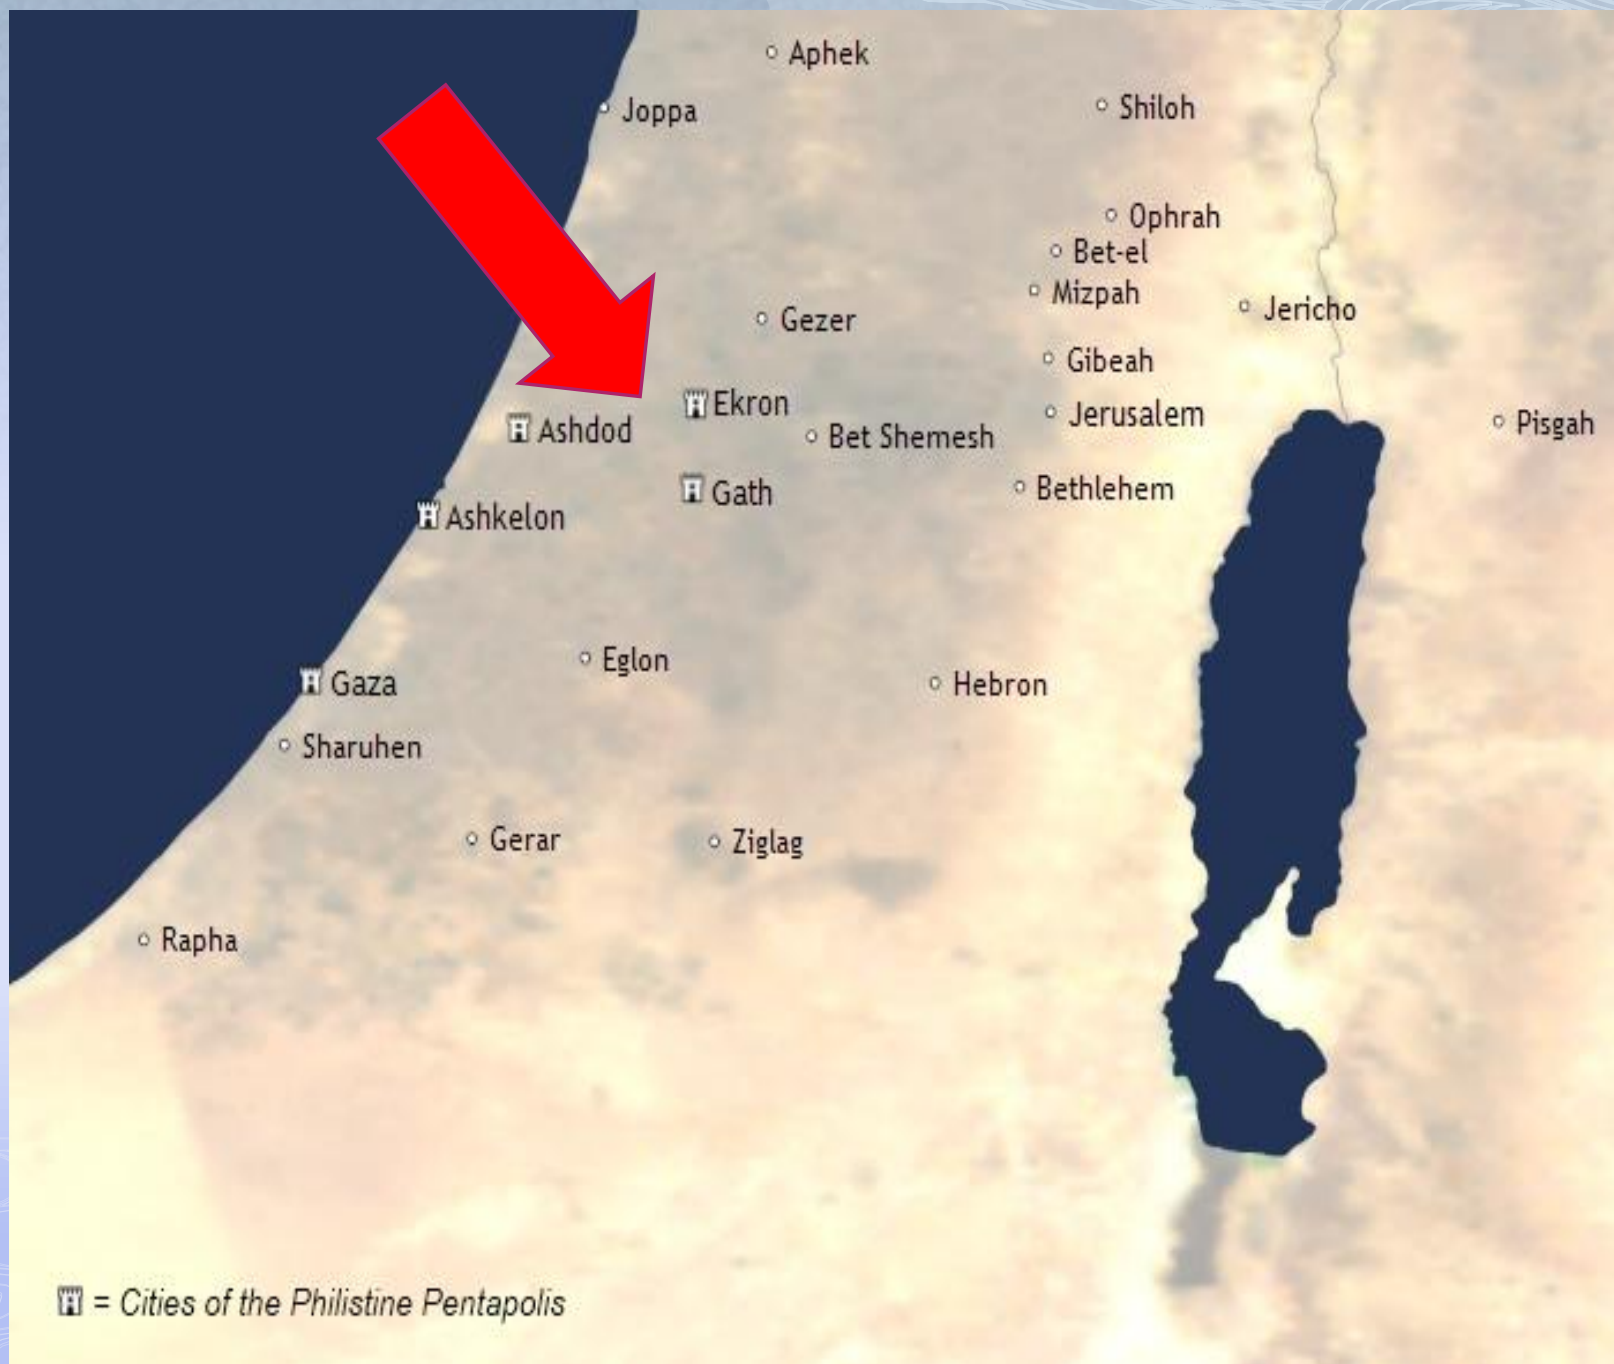 Aphek
Joppa
Shiloh
Ophrah
Bet-el
Mizpah
Jericho
Gezer
Gibeah
Ekron
Jerusalem
Pisgah
Ashdod
Bet Shemesh
Gath
Bethlehem
Ashkelon
Eglon
Gaza
Hebron
Sharuhen
Gerar
Ziglag
Rapha
= Cities of the Philistine Pentapolis